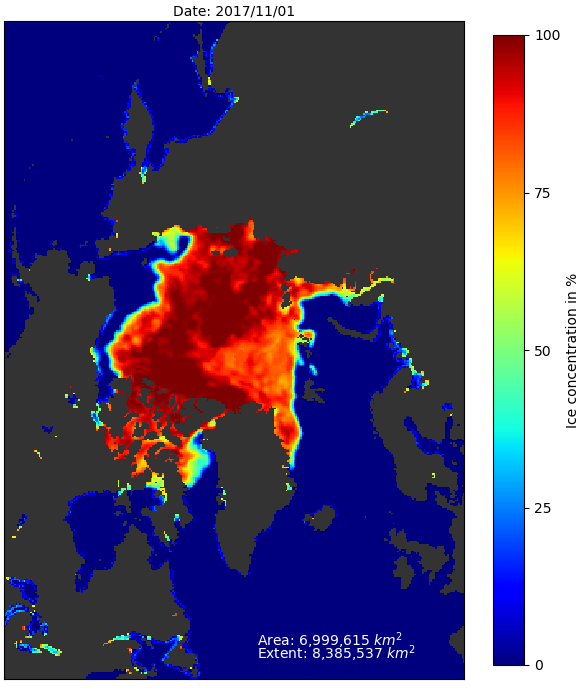 Date: 2017/11/01
100
75
50
25
0
Ice concentration in %
Area: 6,999,615 km²
Extent: 8,385,537 km²